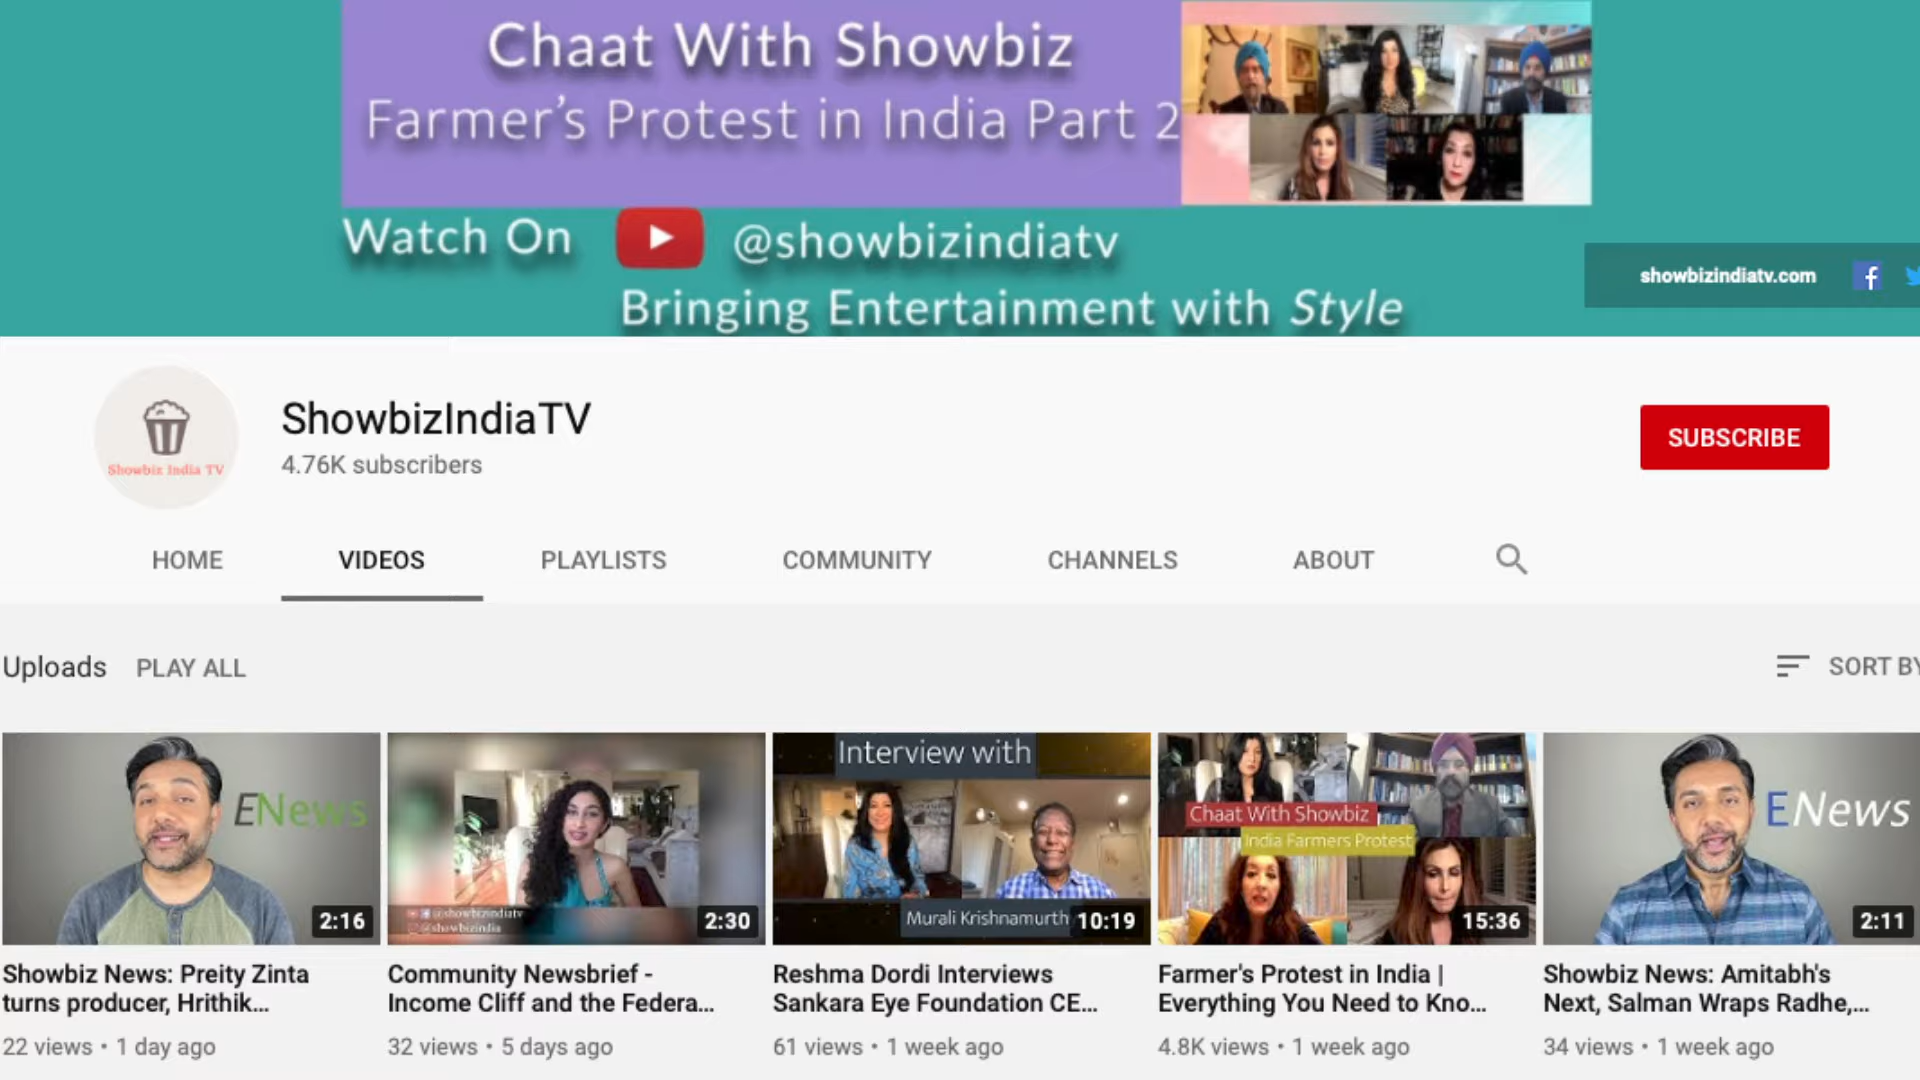 Chaat With Showbiz
Farmer's Protest in India Part 2
Watch On
@showbizindiatv
Bringing Entertainment with Style
showbizindiatv.com
Showbiz India TV
ShowbizIndiaTV
4.76K subscribers
SUBSCRIBE
HOME
VIDEOS
PLAYLISTS
COMMUNITY
CHANNELS
ABOUT
Uploads
PLAY ALL
SORT BY
ENews
2:16
@showbizindiatv
@showbizindia
2:30
Interview with
Murali Krishnamurth
10:19
Chaat With Showbiz
India Farmers Protest
15:36
ENews
2:11
Showbiz News: Preity Zinta
turns producer, Hrithik...
22 views • 1 day ago
Community Newsbrief -
Income Cliff and the Federa...
32 views • 5 days ago
Reshma Dordi Interviews
Sankara Eye Foundation CE...
61 views • 1 week ago
Farmer's Protest in India |
Everything You Need to Kno...
4.8K views • 1 week ago
Showbiz News: Amitabh's
Next, Salman Wraps Radhe,...
34 views • 1 week ago